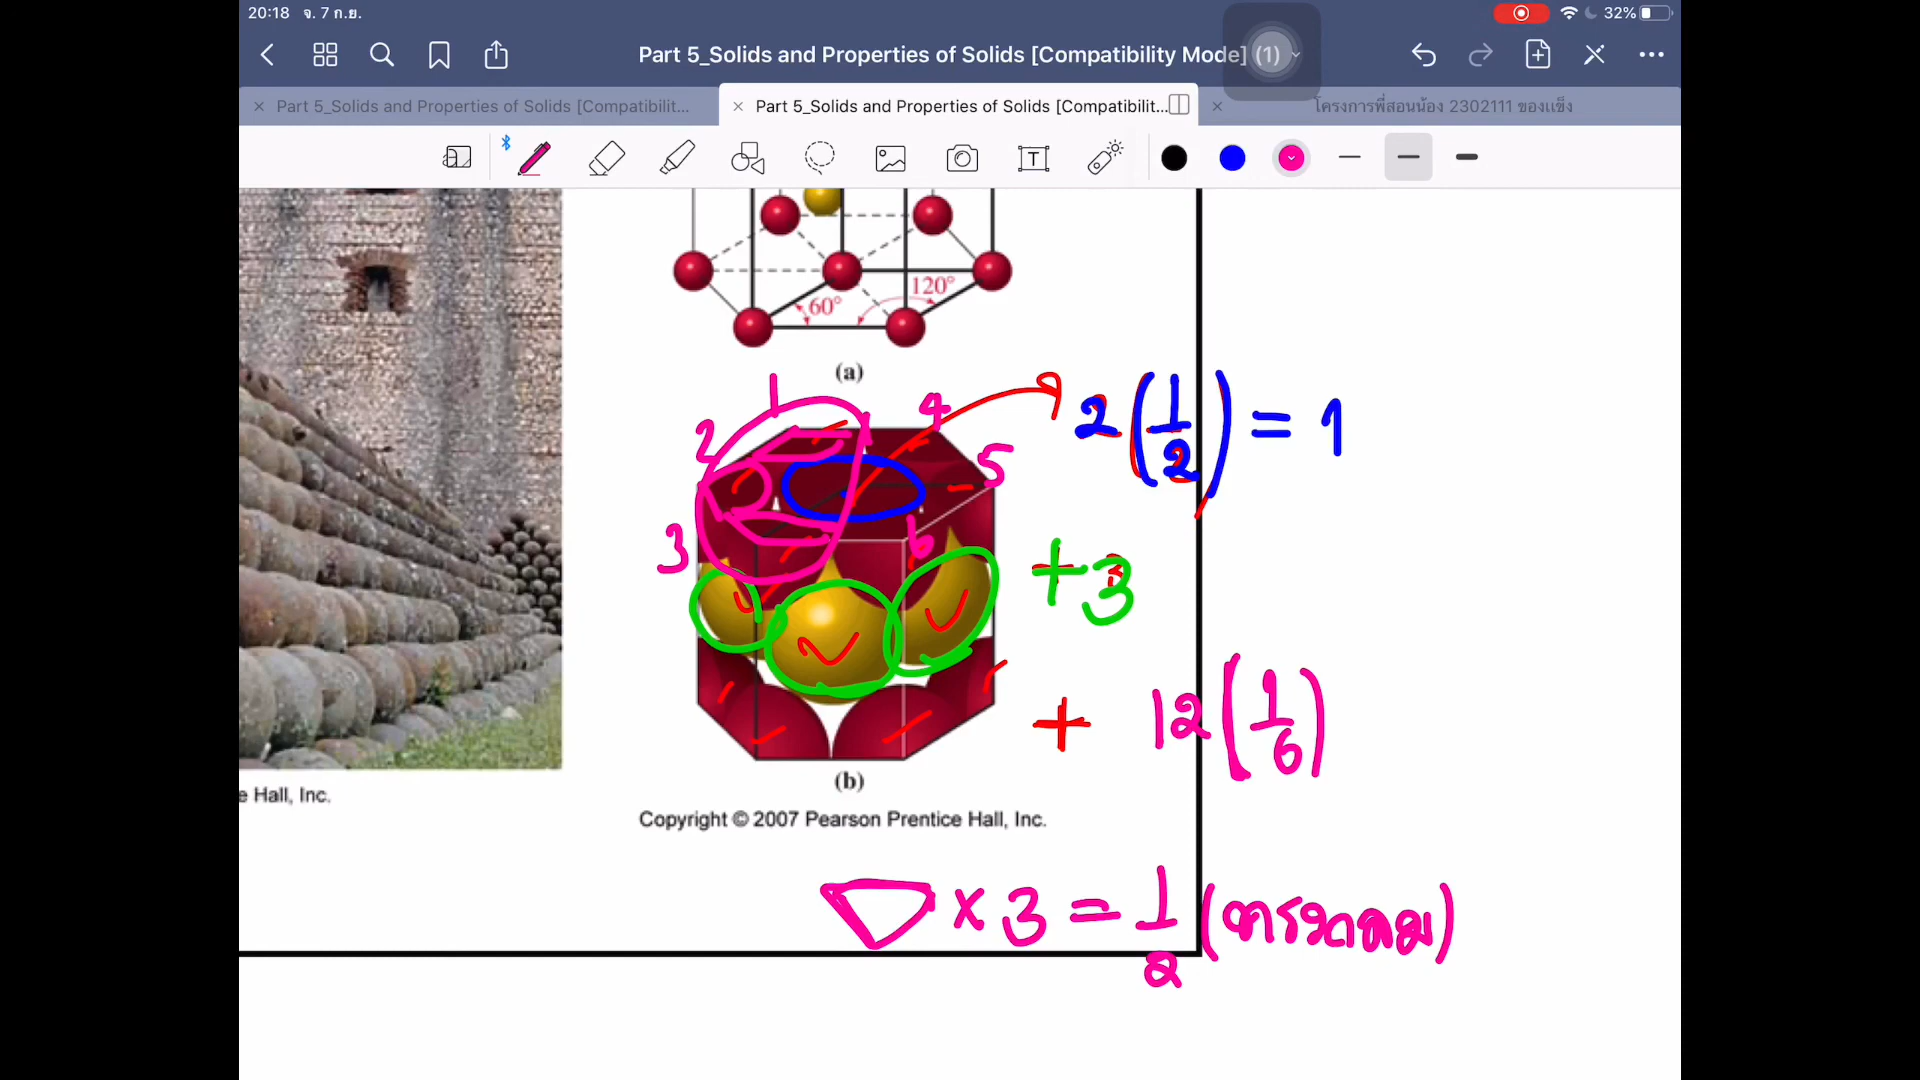 20:18 จ. 7 ก.ย.
32%
Part 5_Solids and Properties of Solids [Compatibility Mode] (1)
Part 5_Solids and Properties of Solids [Compatibilit...
Part 5_Solids and Properties of Solids [Compatibilit...
โครงการพี่สอนน้อง 2302111 ของแข็ง
T
60°
120°
(a)
1
2
4
5
3
6
2(1/2) = 1
+3
+ 12(1/6)
(b)
e Hall, Inc.
Copyright © 2007 Pearson Prentice Hall, Inc.
x 3 = 1/2 (ทรงกลม)